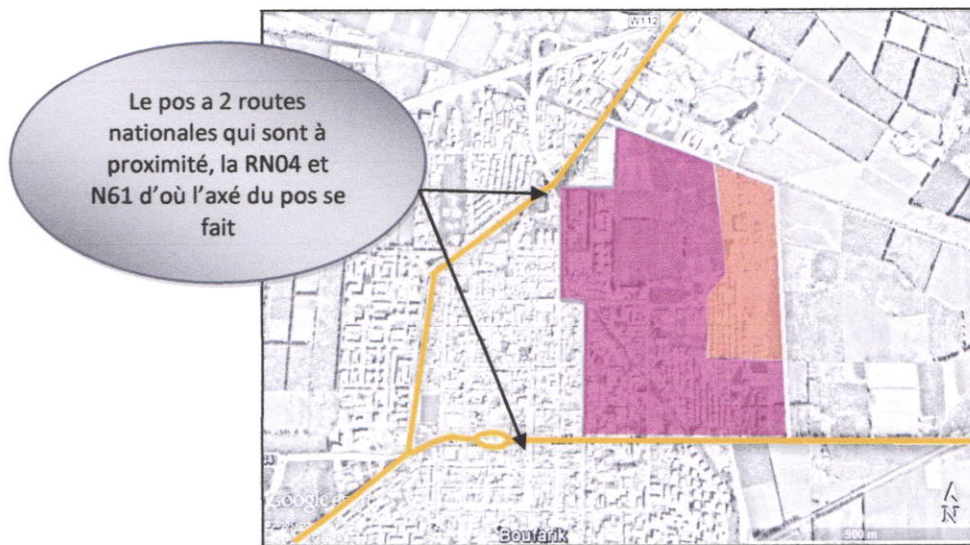 W112
Le pos a 2 routes
nationales qui sont à
proximité, la RN04 et
N61 d'où l'axé du pos se
fait
Google
Boufarik
N
900 m